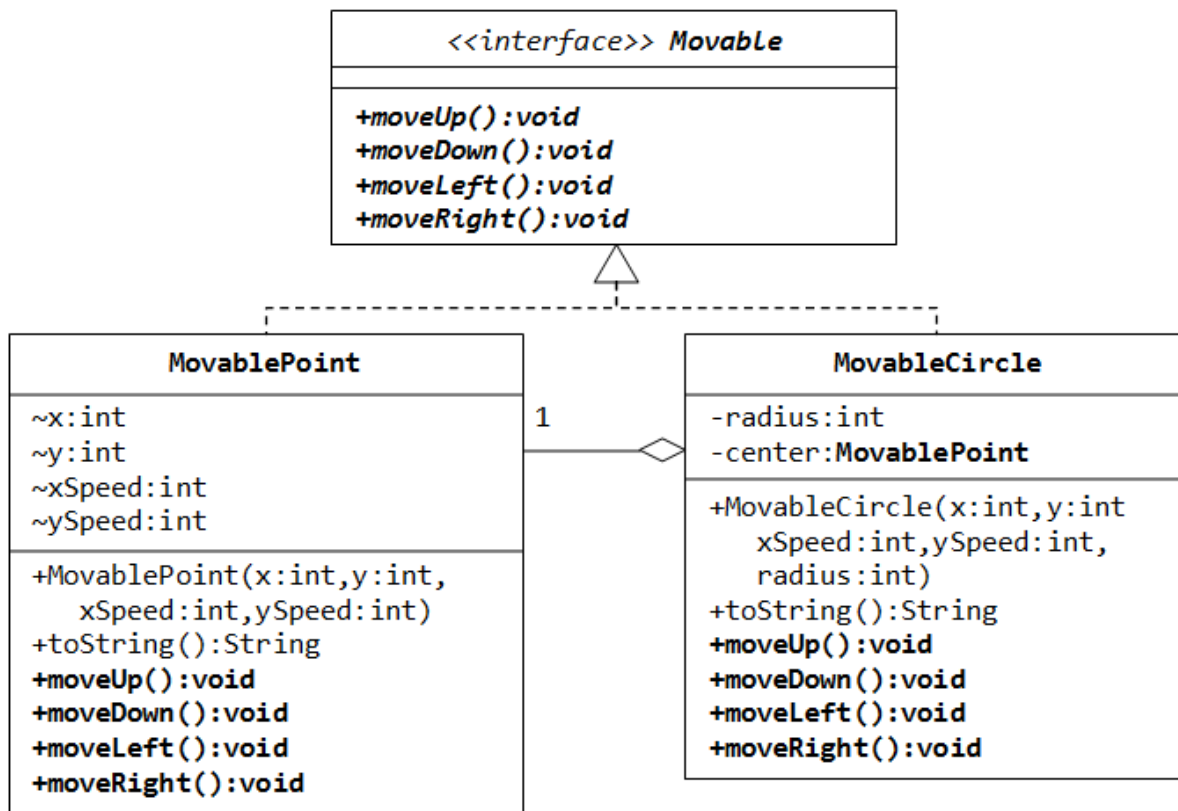 <<interface>> Movable
+moveUp():void
+moveDown():void
+moveLeft():void
+moveRight():void
MovablePoint
~x:int
~y:int
~xSpeed:int
~ySpeed:int
+MovablePoint(x:int,y:int,
xSpeed:int,ySpeed:int)
+toString():String
+moveUp():void
+moveDown():void
+moveLeft():void
+moveRight():void
1
MovableCircle
-radius:int
-center:MovablePoint
+MovableCircle(x:int,y:int
xSpeed:int,ySpeed:int,
radius:int)
+toString():String
+moveUp():void
+moveDown():void
+moveLeft():void
+moveRight():void